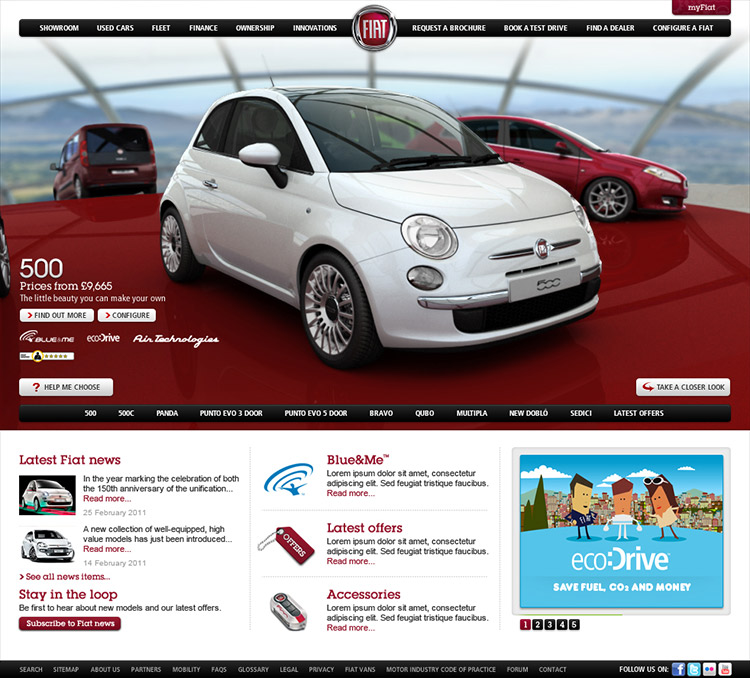 myFiat
SHOWROOM USED CARS FLEET FINANCE OWNERSHIP INNOVATIONS FIAT REQUEST A BROCHURE BOOK A TEST DRIVE FIND A DEALER CONFIGURE A FIAT
500
500
Prices from £9,665
The little beauty you can make your own
FIND OUT MORE CONFIGURE
BLUE&ME eco:Drive Air Technologies
? HELP ME CHOOSE TAKE A CLOSER LOOK
500 500C PANDA PUNTO EVO 3 DOOR PUNTO EVO 5 DOOR BRAVO QUBO MULTIPLA NEW DOBLÒ SEDICI LATEST OFFERS
Latest Fiat news
In the year marking the celebration of both
the 150th anniversary of the unification...
Read more...
25 February 2011
A new collection of well-equipped, high
value models has just been introduced...
Read more...
14 February 2011
See all news items...
Stay in the loop
Be first to hear about new models and our latest offers.
Subscribe to Fiat news
Blue&Me™
Lorem ipsum dolor sit amet, consectetur
adipiscing elit. Sed feugiat tristique faucibus.
Read more...
OFFERS
Latest offers
Lorem ipsum dolor sit amet, consectetur
adipiscing elit. Sed feugiat tristique faucibus.
Read more...
Accessories
Lorem ipsum dolor sit amet, consectetur
adipiscing elit. Sed feugiat tristique faucibus.
Read more...
eco:Drive
SAVE FUEL, CO2 AND MONEY
1 2 3 4 5
SEARCH SITEMAP ABOUT US PARTNERS MOBILITY FAQS GLOSSARY LEGAL PRIVACY FIAT VANS MOTOR INDUSTRY CODE OF PRACTICE FORUM CONTACT FOLLOW US ON: